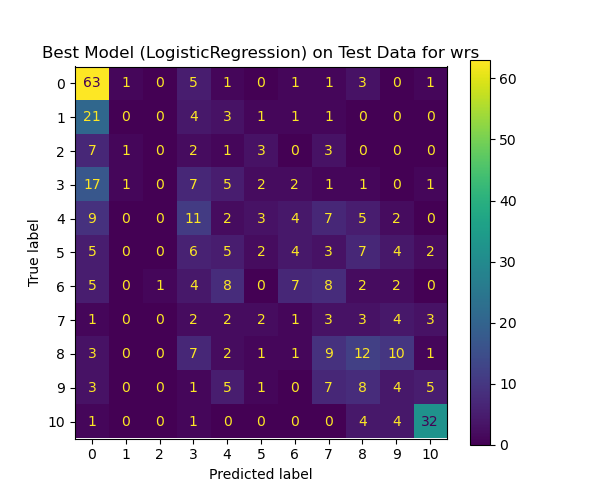 Best Model (LogisticRegression) on Test Data for wrs
0 63 1 0 5 1 0 1 1 3 0 1
1 21 0 0 4 3 1 1 1 0 0 0
2 7 1 0 2 1 3 0 3 0 0 0
3 17 1 0 7 5 2 2 1 1 0 1
4 9 0 0 11 2 3 4 7 5 2 0
5 5 0 0 6 5 2 4 3 7 4 2
6 5 0 1 4 8 0 7 8 2 2 0
7 1 0 0 2 2 2 1 3 3 4 3
8 3 0 0 7 2 1 1 9 12 10 1
9 3 0 0 1 5 1 0 7 8 4 5
10 1 0 0 1 0 0 0 0 4 4 32
0 1 2 3 4 5 6 7 8 9 10
Predicted label
True label
60
50
40
30
20
10
0